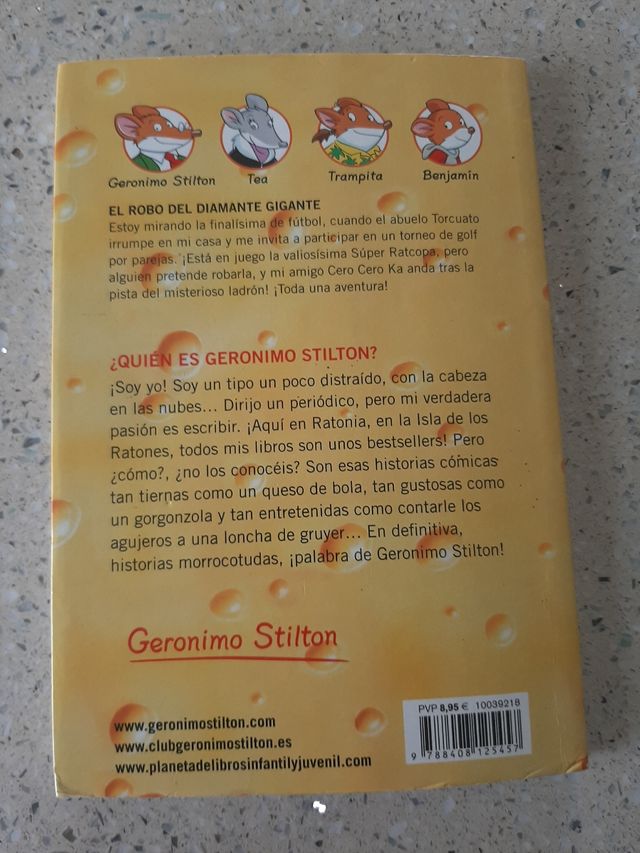 Geronimo Stilton Tea Trampita Benjamín
EL ROBO DEL DIAMANTE GIGANTE
Estoy mirando la finalísima de fútbol, cuando el abuelo Torcuato
irrumpe en mi casa y me invita a participar en un torneo de golf
por parejas. ¡Está en juego la valiosísima Súper Ratcopa, pero
alguien pretende robarla, y mi amigo Cero Cero Ka anda tras la
pista del misterioso ladrón! ¡Toda una aventura!
¿QUIÉN ES GERONIMO STILTON?
¡Soy yo! Soy un tipo un poco distraído, con la cabeza
en las nubes... Dirijo un periódico, pero mi verdadera
pasión es escribir. ¡Aquí en Ratonia, en la Isla de los
Ratones, todos mis libros son unos bestsellers! Pero
¿cómo?, ¿no los conocéis? Son esas historias cómicas
tan tiernas como un queso de bola, tan gustosas como
un gorgonzola y tan entretenidas como contarle los
agujeros a una loncha de gruyer... En definitiva,
historias morrocotudas, ¡palabra de Geronimo Stilton!
Geronimo Stilton
www.geronimostilton.com
www.clubgeronimostilton.es
www.planetadelibrosinfantilyjuvenil.com
PVP 8,95 € 10039218
9 788408 125457